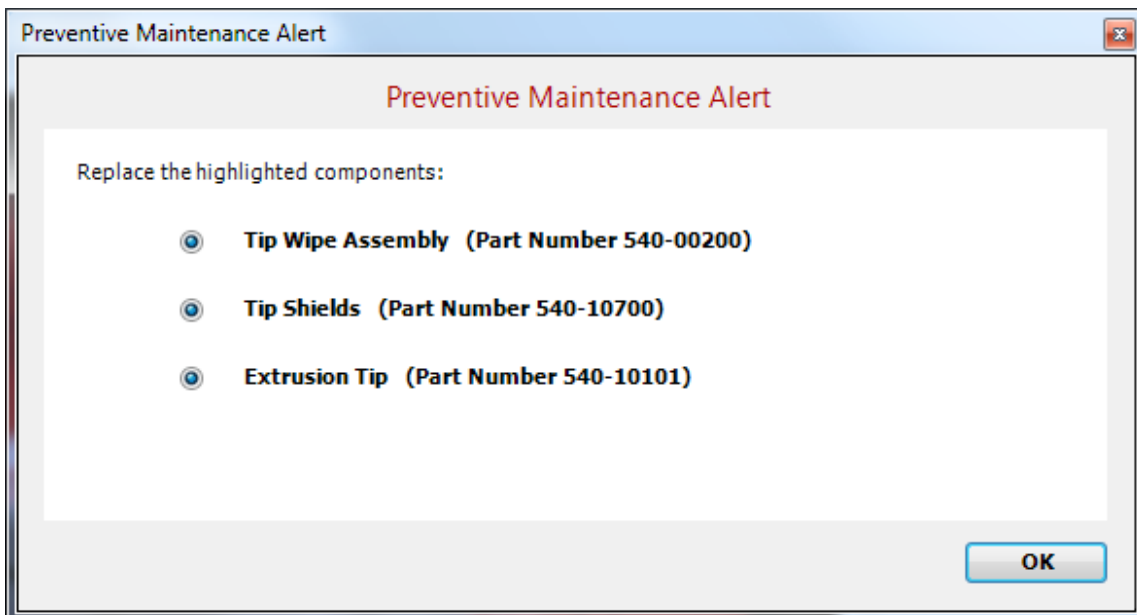 Preventive Maintenance Alert
Preventive Maintenance Alert
Replace the highlighted components:
Tip Wipe Assembly (Part Number 540-00200)
Tip Shields (Part Number 540-10700)
Extrusion Tip (Part Number 540-10101)
OK